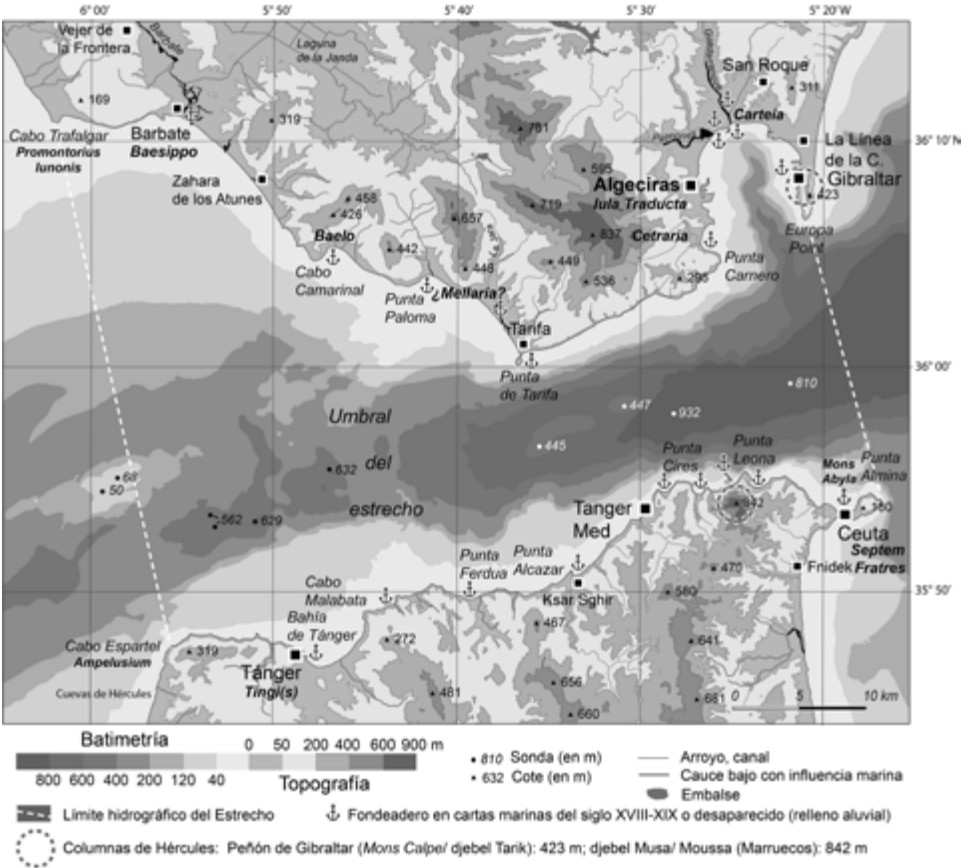 6° 00'
5° 50'
5° 40'
5° 30'
5° 20'W
Vejer de
la Frontera
Barbate
Laguna
de la Janda
San Roque
169
319
761
311
Carteia
Cabo Trafalgar
Promontorius
Iunonis
Barbate
Baesippo
La Línea
de la C.
Gibraltar
36° 10'N
Zahara
de los Atunes
595
Algeciras
Iula Traducta
423
458
426
719
657
837
Cetraria
Europa
Point
Baelo
442
449
448
536
295
Punta
Carnero
Cabo
Camarinal
Punta
Paloma
¿Mellaria?
Tarifa
Punta
de Tarifa
36° 00'
810
447
932
445
Umbral
del
estrecho
632
68
50
562
629
Punta
Cires
Punta
Leona
Mons
Abyla
Punta
Almina
842
180
Tanger
Med
Ceuta
Septem
Fratres
Fnidek
470
580
35° 50'
Punta
Ferdua
Punta
Alcazar
Ksar Sghir
Cabo
Malabata
Bahía
de Tánger
467
272
641
Cabo Espartel
Ampelusium
319
Tánger
Tingi(s)
Cuevas de Hércules
481
656
660
681
0 5 10 km
Batimetría
0 50 200 400 600 900 m
800 600 400 200 120 40
Topografía
810 Sonda (en m)
632 Cote (en m)
Arroyo, canal
Cauce bajo con influencia marina
Embalse
Límite hidrográfico del Estrecho
Fondeadero en cartas marinas del siglo XVIII-XIX o desaparecido (relleno aluvial)
Columnas de Hércules: Peñón de Gibraltar (Mons Calpe/ djebel Tarik): 423 m; djebel Musa/ Moussa (Marruecos): 842 m